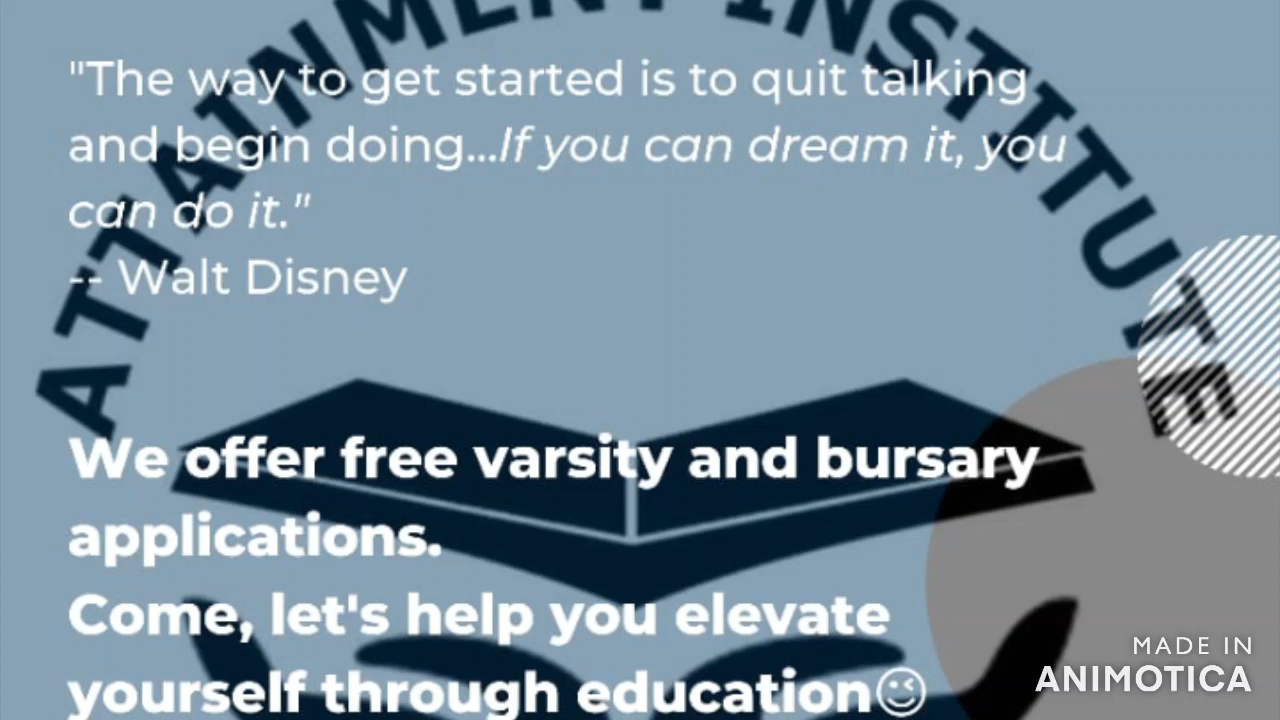 ATTAINMENT INSTITUTE
"The way to get started is to quit talking
and begin doing...If you can dream it, you
can do it."
-- Walt Disney
We offer free varsity and bursary
applications.
Come, let's help you elevate
yourself through education😉
MADE IN
ANIMOTICA